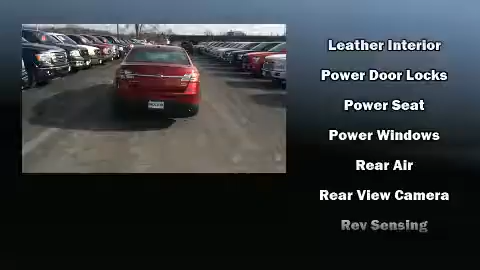 Leather Interior
Power Door Locks
Power Seat
Power Windows
Rear Air
Rear View Camera
Rev Sensing